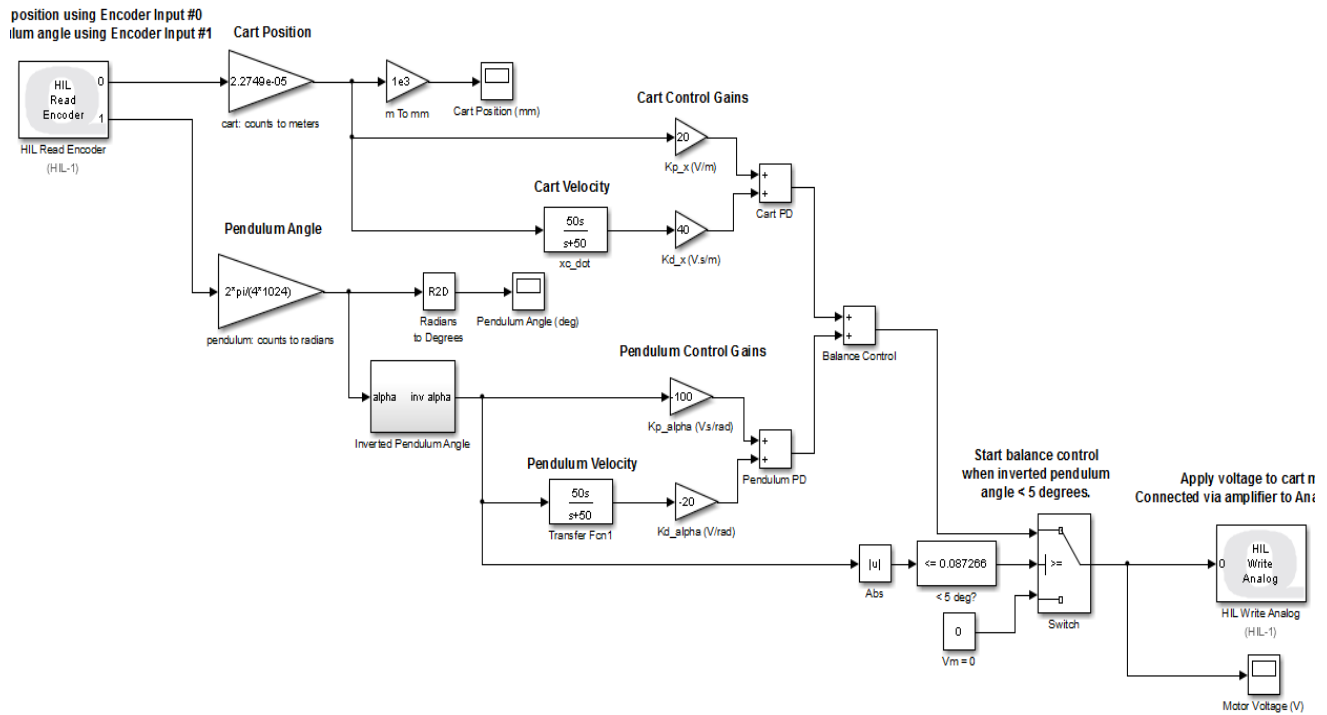 position using Encoder Input #0
lum angle using Encoder Input #1
Cart Position
HIL
Read
Encoder
0
1
HIL Read Encoder
(HIL-1)
2.2749e-05
cart: counts to meters
1e3
m To mm
Cart Position (mm)
Cart Control Gains
20
Kp_x (V/m)
+
+
Cart PD
Cart Velocity
50s
s+50
xc_dot
40
Kd_x (V.s/m)
Pendulum Angle
2*pi/(4*1024)
pendulum: counts to radians
R2D
Radians
to Degrees
Pendulum Angle (deg)
+
+
Balance Control
Pendulum Control Gains
alpha
inv alpha
Inverted Pendulum Angle
-100
Kp_alpha (V.s/rad)
+
+
Pendulum PD
Pendulum Velocity
50s
s+50
Transfer Fcn1
-20
Kd_alpha (V/rad)
Start balance control
when inverted pendulum
angle < 5 degrees.
Apply voltage to cart m
Connected via amplifier to Ana
|u|
Abs
<= 0.087266
< 5 deg?
>=
Switch
0
Vm = 0
0
HIL
Write
Analog
HIL Write Analog
(HIL-1)
Motor Voltage (V)